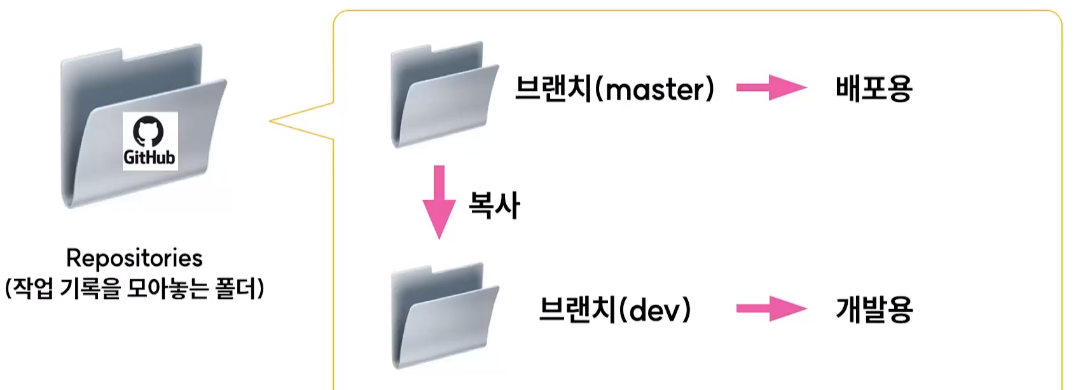 GitHub
Repositories
(작업 기록을 모아놓는 폴더)
브랜치(master)
배포용
복사
브랜치(dev)
개발용